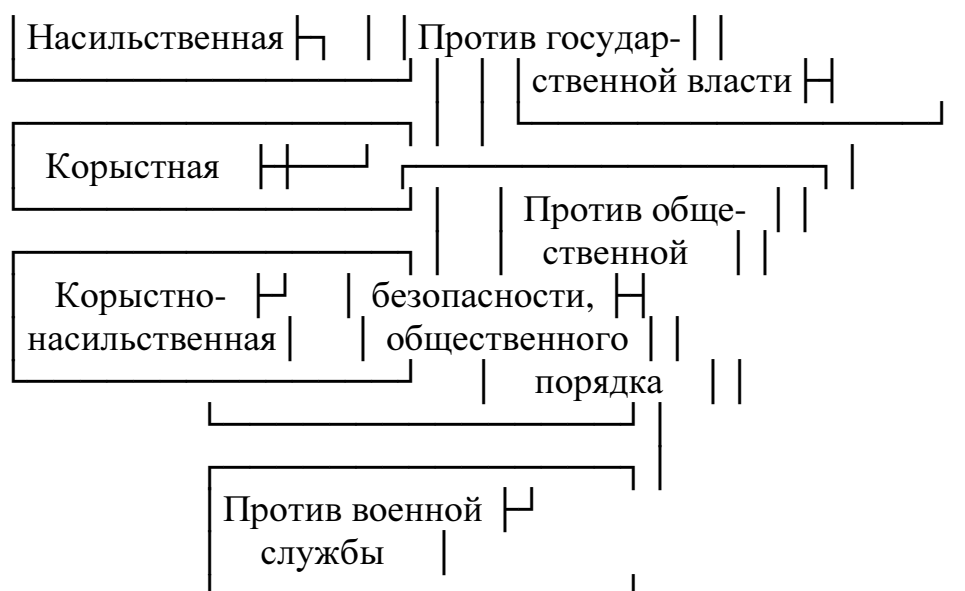 Насильственная Против государ-
ственной власти
Корыстная
Против обще-
ственной
Корыстно- безопасности,
насильственная общественного
порядка
Против военной
службы